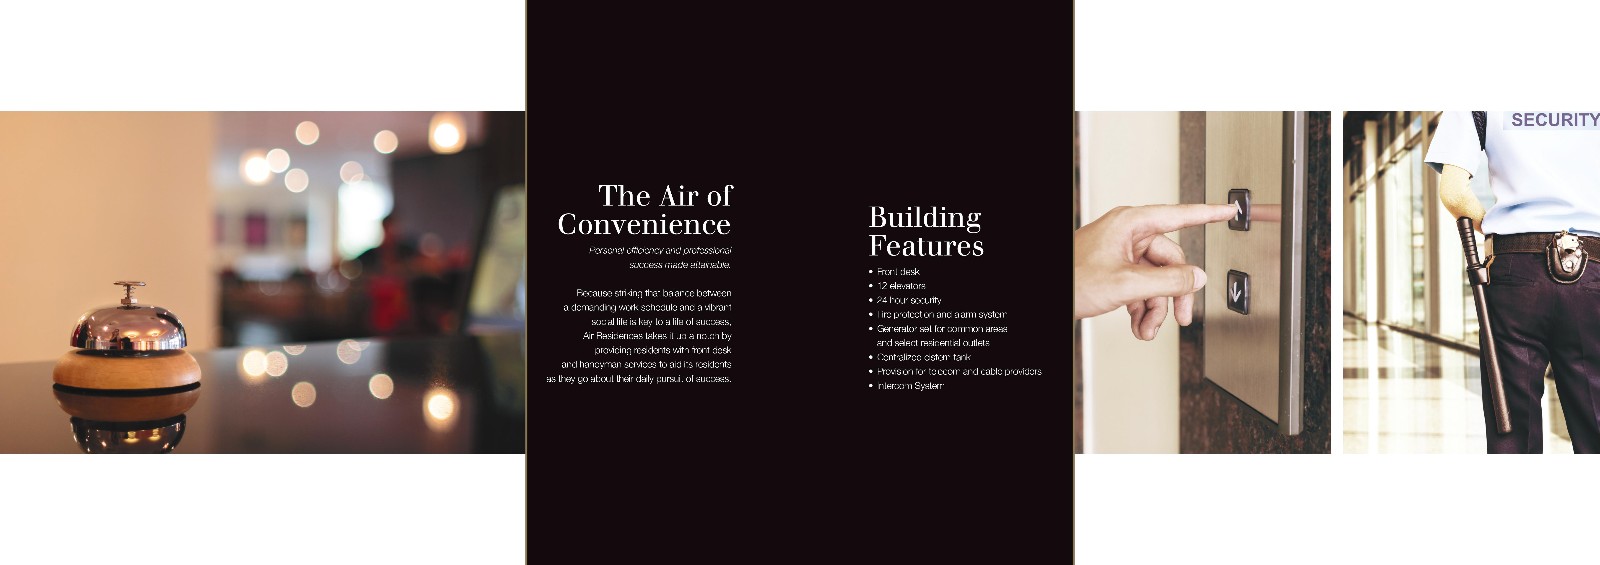 The Air of
Convenience
Personal efficiency and professional
success made attainable.
Because striking that balance between
a demanding work schedule and a vibrant
social life is key to a life of success,
Air Residences takes it up a notch by
providing residents with front desk
and handyman services to aid its residents
as they go about their daily pursuit of success.
Building
Features
• Front desk
• 12 elevators
• 24 hour security
• Fire protection and alarm system
• Generator set for common areas
and select residential outlets
• Centralized cistern tank
• Provision for telecom and cable providers
• Intercom System
SECURITY